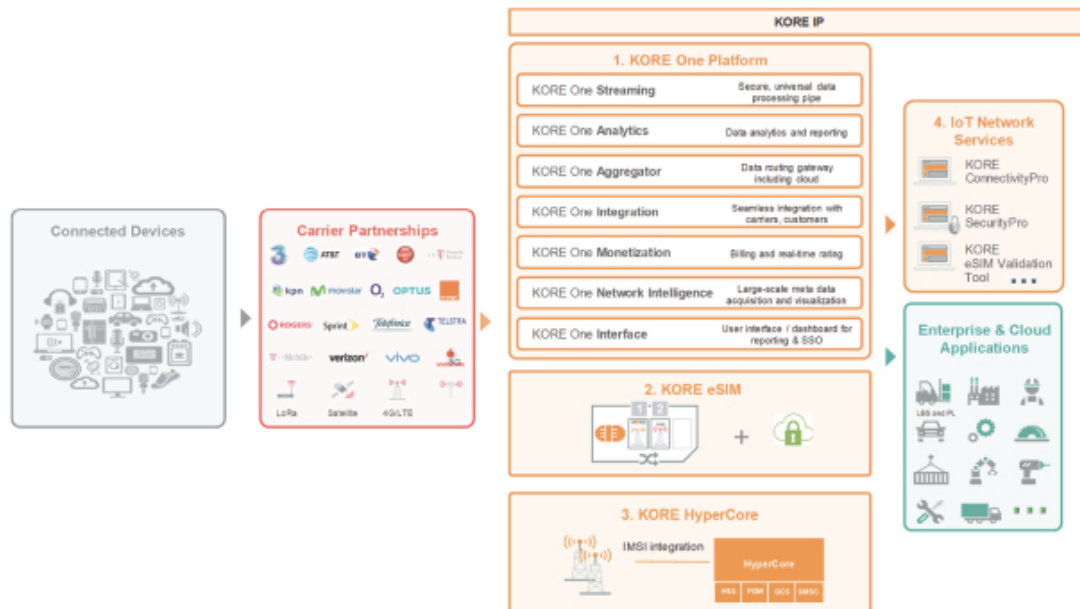 KORE IP
Connected Devices
Carrier Partnerships
3
AT&T
BT
kpn
movistar
O2
OPTUS
ROGERS
Sprint
Telefónica
TELSTRA
T-Mobile
verizon
vivo
LoRa
Satellite
4G/LTE
1. KORE One Platform
KORE One Streaming
Secure, universal data
processing pipe
KORE One Analytics
Data analytics and reporting
KORE One Aggregator
Data routing gateway
including cloud
KORE One Integration
Seamless integration with
carriers, customers
KORE One Monetization
Billing and real-time rating
KORE One Network Intelligence
Large-scale meta data
acquisition and visualization
KORE One Interface
User interface / dashboard for
reporting & SSO
2. KORE eSIM
1 2
+
3. KORE HyperCore
IMSI integration
HyperCore
HSS PGW OCS SMSC
4. IoT Network
Services
KORE
ConnectivityPro
KORE
SecurityPro
KORE
eSIM Validation
Tool
Enterprise & Cloud
Applications
LBS and PL